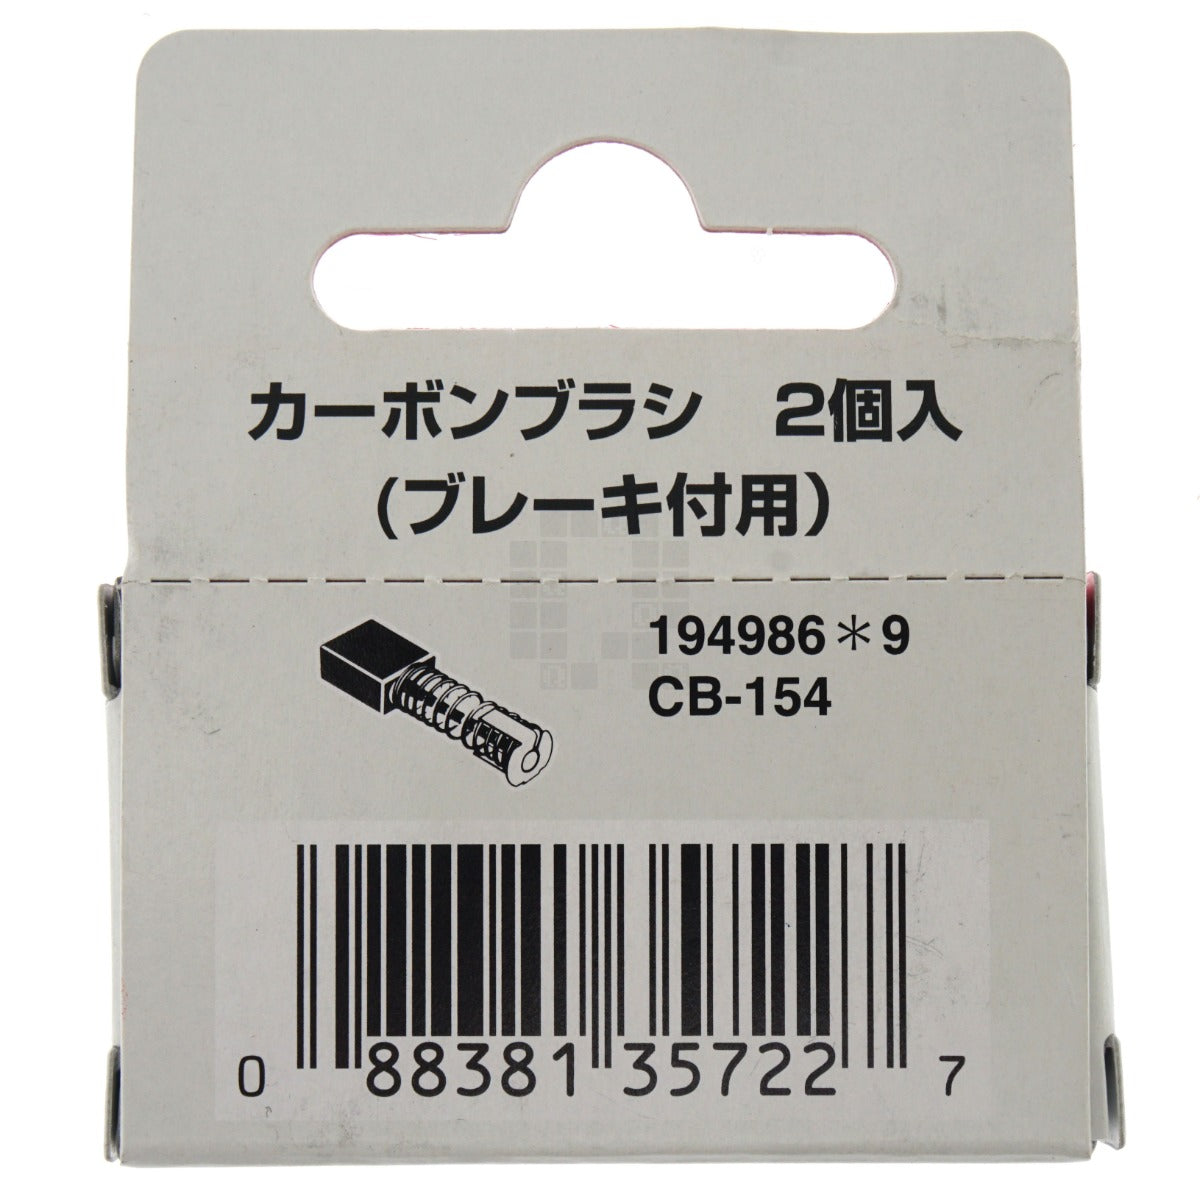 カーボンブラシ　2個入
(ブレーキ付用)
194986＊9
CB-154
0 88381 35722 7